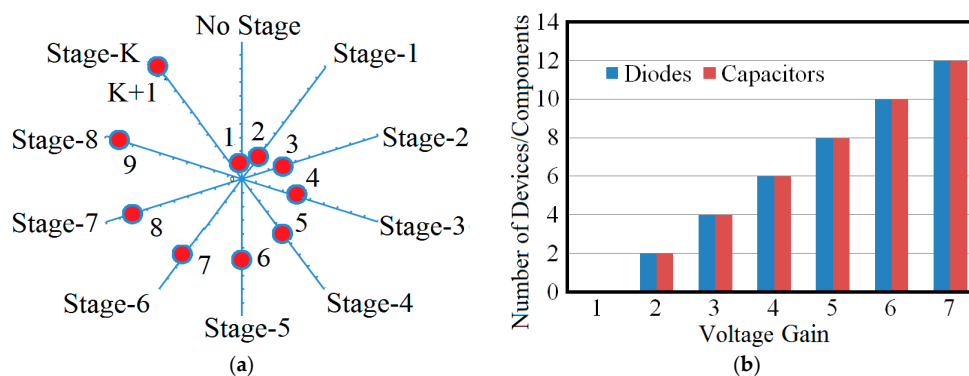 No Stage
Stage-K
Stage-1
K+1
Stage-8
Stage-2
1
2
3
9
4
Stage-7
8
Stage-3
5
7
6
Stage-6
Stage-4
Stage-5
(a)
Number of Devices/Components
14
12
10
8
6
4
2
0
Diodes
Capacitors
1 2 3 4 5 6 7
Voltage Gain
(b)